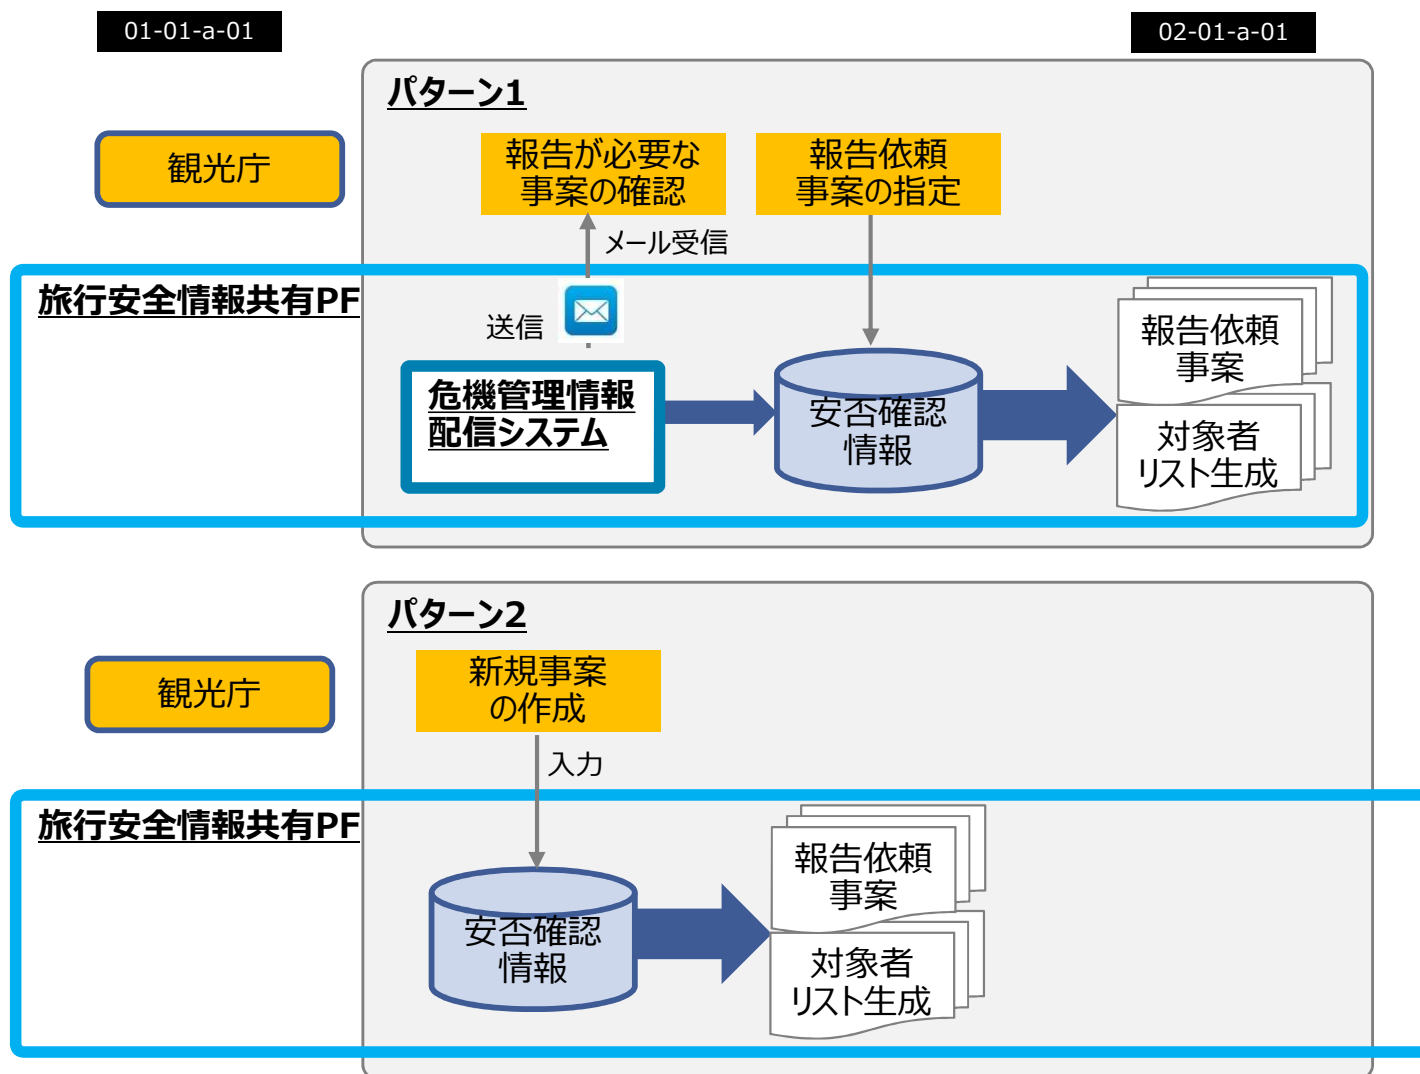 01-01-a-01
02-01-a-01
パターン1
観光庁
報告が必要な
事案の確認
報告依頼
事案の指定
メール受信
旅行安全情報共有PF
送信
危機管理情報
配信システム
安否確認
情報
報告依頼
事案
対象者
リスト生成
パターン2
観光庁
新規事案
の作成
入力
旅行安全情報共有PF
安否確認
情報
報告依頼
事案
対象者
リスト生成